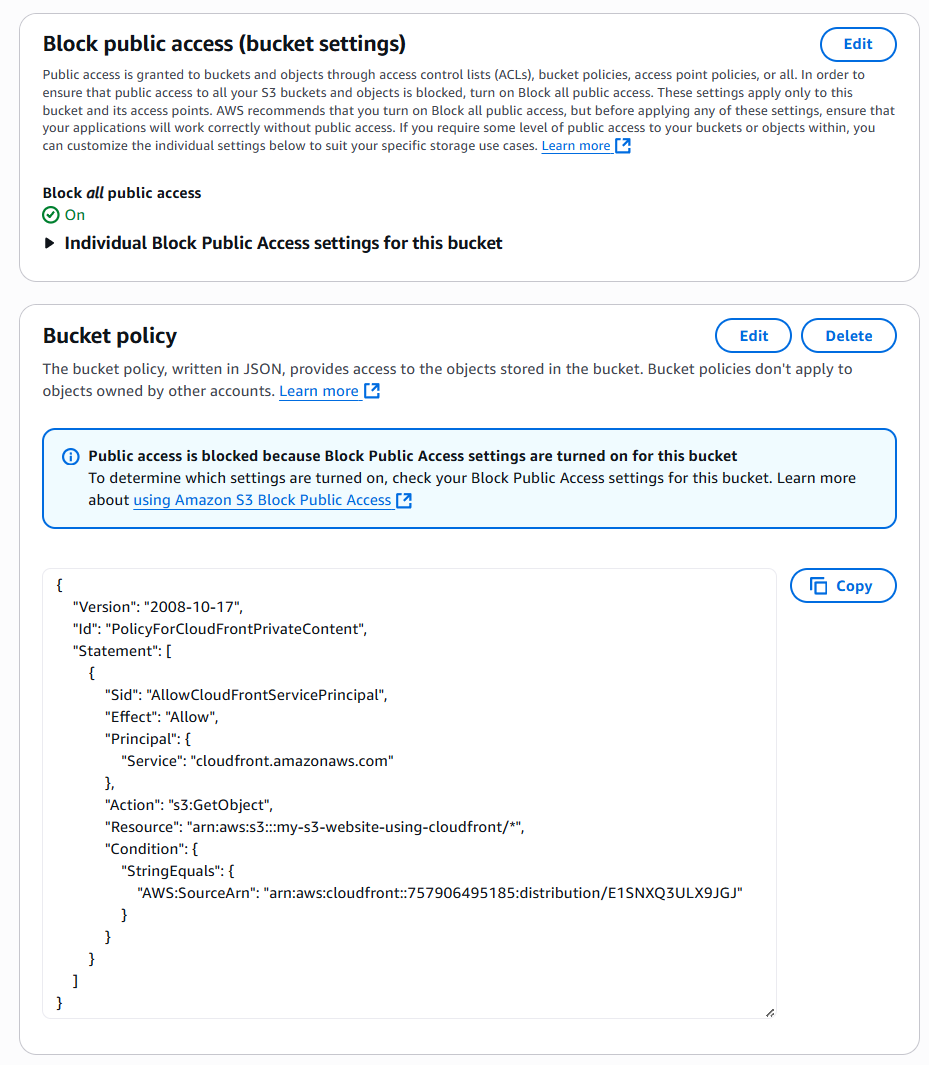 Block public access (bucket settings)
Edit
Public access is granted to buckets and objects through access control lists (ACLs), bucket policies, access point policies, or all. In order to
ensure that public access to all your S3 buckets and objects is blocked, turn on Block all public access. These settings apply only to this
bucket and its access points. AWS recommends that you turn on Block all public access, but before applying any of these settings, ensure that
your applications will work correctly without public access. If you require some level of public access to your buckets or objects within, you
can customize the individual settings below to suit your specific storage use cases. Learn more
Block all public access
On
Individual Block Public Access settings for this bucket
Bucket policy
Edit
Delete
The bucket policy, written in JSON, provides access to the objects stored in the bucket. Bucket policies don't apply to
objects owned by other accounts. Learn more
Public access is blocked because Block Public Access settings are turned on for this bucket
To determine which settings are turned on, check your Block Public Access settings for this bucket. Learn more
about using Amazon S3 Block Public Access
Copy
{
"Version": "2008-10-17",
"Id": "PolicyForCloudFrontPrivateContent",
"Statement": [
{
"Sid": "AllowCloudFrontServicePrincipal",
"Effect": "Allow",
"Principal": {
"Service": "cloudfront.amazonaws.com"
},
"Action": "s3:GetObject",
"Resource": "arn:aws:s3:::my-s3-website-using-cloudfront/*",
"Condition": {
"StringEquals": {
"AWS:SourceArn": "arn:aws:cloudfront::757906495185:distribution/E1SNXQ3ULX9JGJ"
}
}
}
]
}